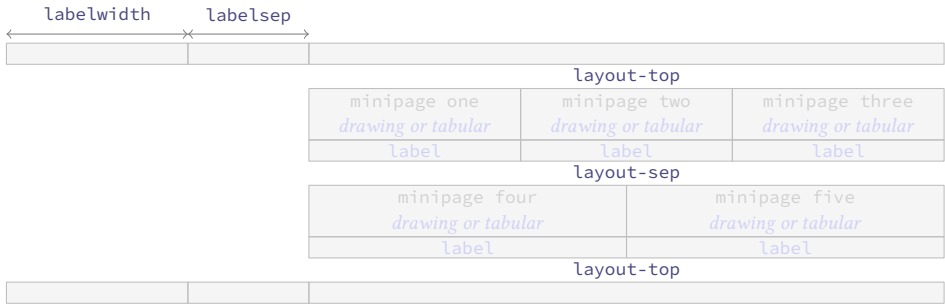 labelwidth labelsep
layout-top
minipage one minipage two minipage three
drawing or tabular drawing or tabular drawing or tabular
label label label
layout-sep
minipage four minipage five
drawing or tabular drawing or tabular
label label
layout-top